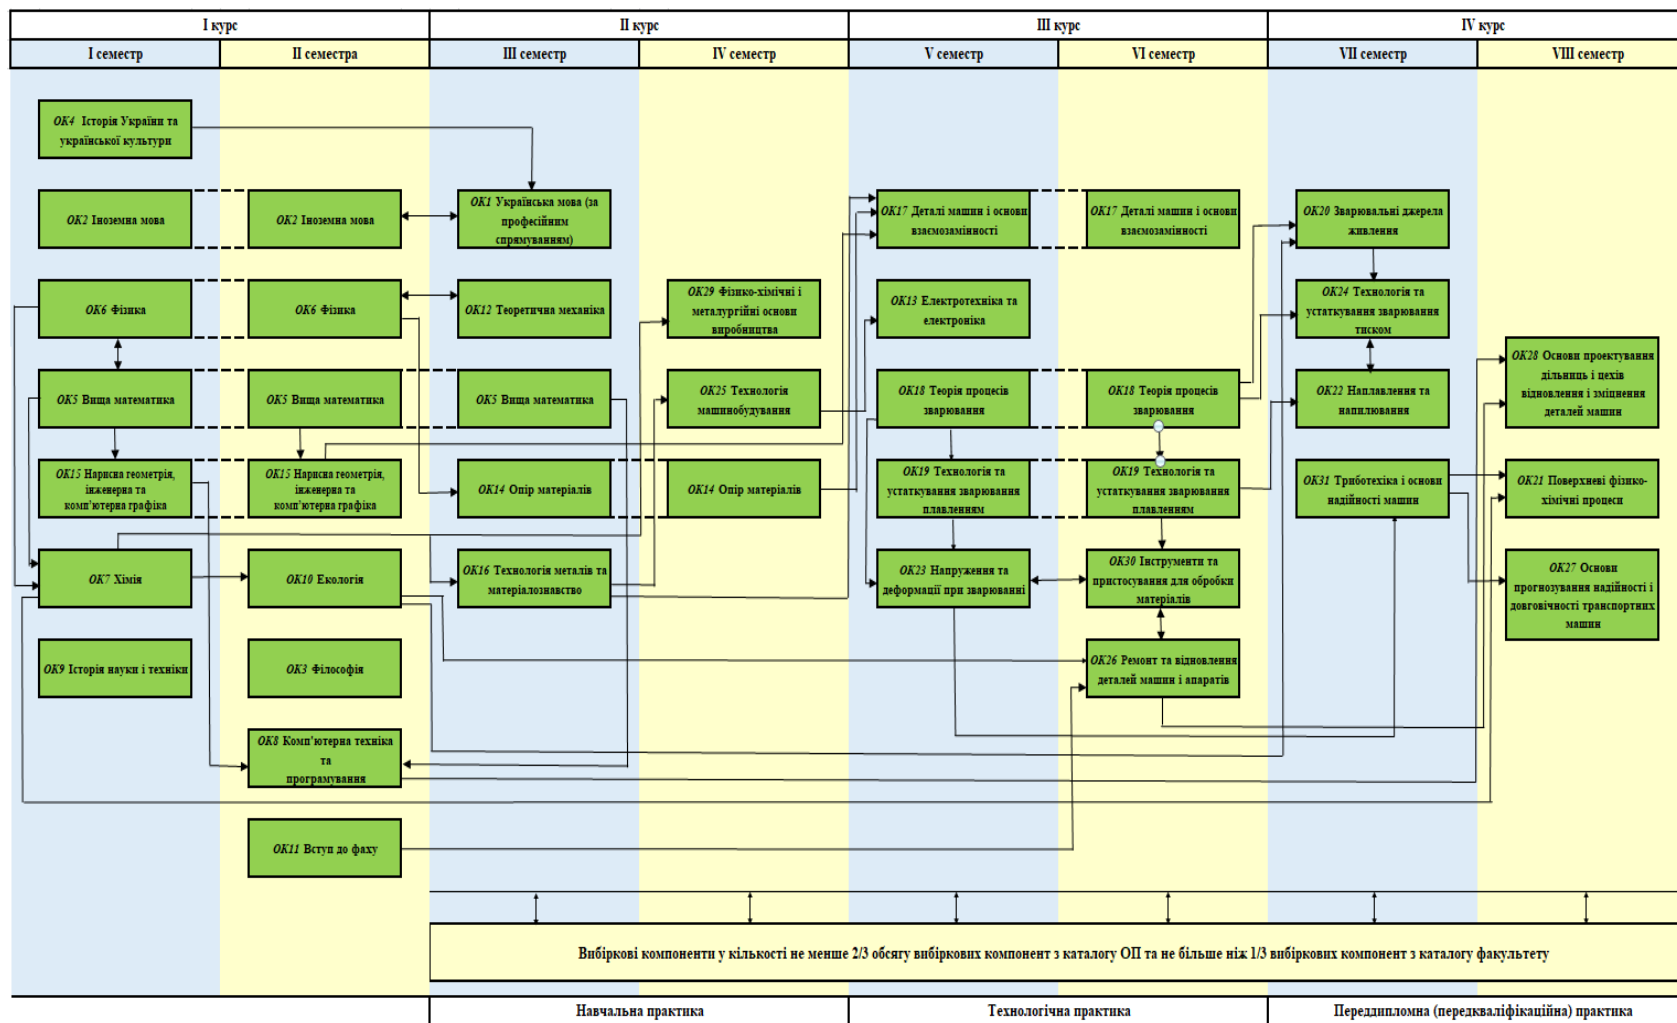 І курс
ІІ курс
ІІІ курс
IV курс
І семестр
ІІ семестра
ІІІ семестр
IV семестр
V семестр
VI семестр
VII семестр
VIII семестр
ОК4 Історія України та
української культури
ОК2 Іноземна мова
ОК6 Фізика
ОК5 Вища математика
ОК15 Нарисна геометрія,
інженерна та
комп'ютерна графіка
ОК7 Хімія
ОК9 Історія науки і техніки
ОК2 Іноземна мова
ОК6 Фізика
ОК5 Вища математика
ОК15 Нарисна геометрія,
інженерна та
комп'ютерна графіка
ОК10 Екологія
ОК3 Філософія
ОК8 Комп'ютерна техніка
та
програмування
ОК11 Вступ до фаху
ОК1 Українська мова (за
професійним
спрямуванням)
ОК12 Теоретична механіка
ОК5 Вища математика
ОК14 Опір матеріалів
ОК16 Технологія металів та
матеріалознавство
ОК29 Фізико-хімічні і
металургійні основи
виробництва
ОК25 Технологія
машинобудування
ОК14 Опір матеріалів
ОК17 Деталі машин і основи
взаємозамінності
ОК13 Електротехніка та
електроніка
ОК18 Теорія процесів
зварювання
ОК19 Технологія та
устаткування зварювання
плавленням
ОК23 Напруження та
деформації при зварюванні
ОК17 Деталі машин і основи
взаємозамінності
ОК18 Теорія процесів
зварювання
ОК19 Технологія та
устаткування зварювання
плавленням
ОК30 Інструменти та
пристосування для обробки
матеріалів
ОК26 Ремонт та відновлення
деталей машин і апаратів
ОК20 Зварювальні джерела
живлення
ОК24 Технологія та
устаткування зварювання
тиском
ОК22 Наплавлення та
напилювання
ОК31 Триботехіка і основи
надійності машин
ОК28 Основи проектування
дільниць і цехів
відновлення і зміцнення
деталей машин
ОК21 Поверхневі фізико-
хімічні процеси
ОК27 Основи
прогнозування надійності і
довговічності транспортних
машин
Вибіркові компоненти у кількості не менше 2/3 обсягу вибіркових компонент з каталогу ОП та не більше ніж 1/3 вибіркових компонент з каталогу факультету
Навчальна практика
Технологічна практика
Переддипломна (передкваліфікаційна) практика